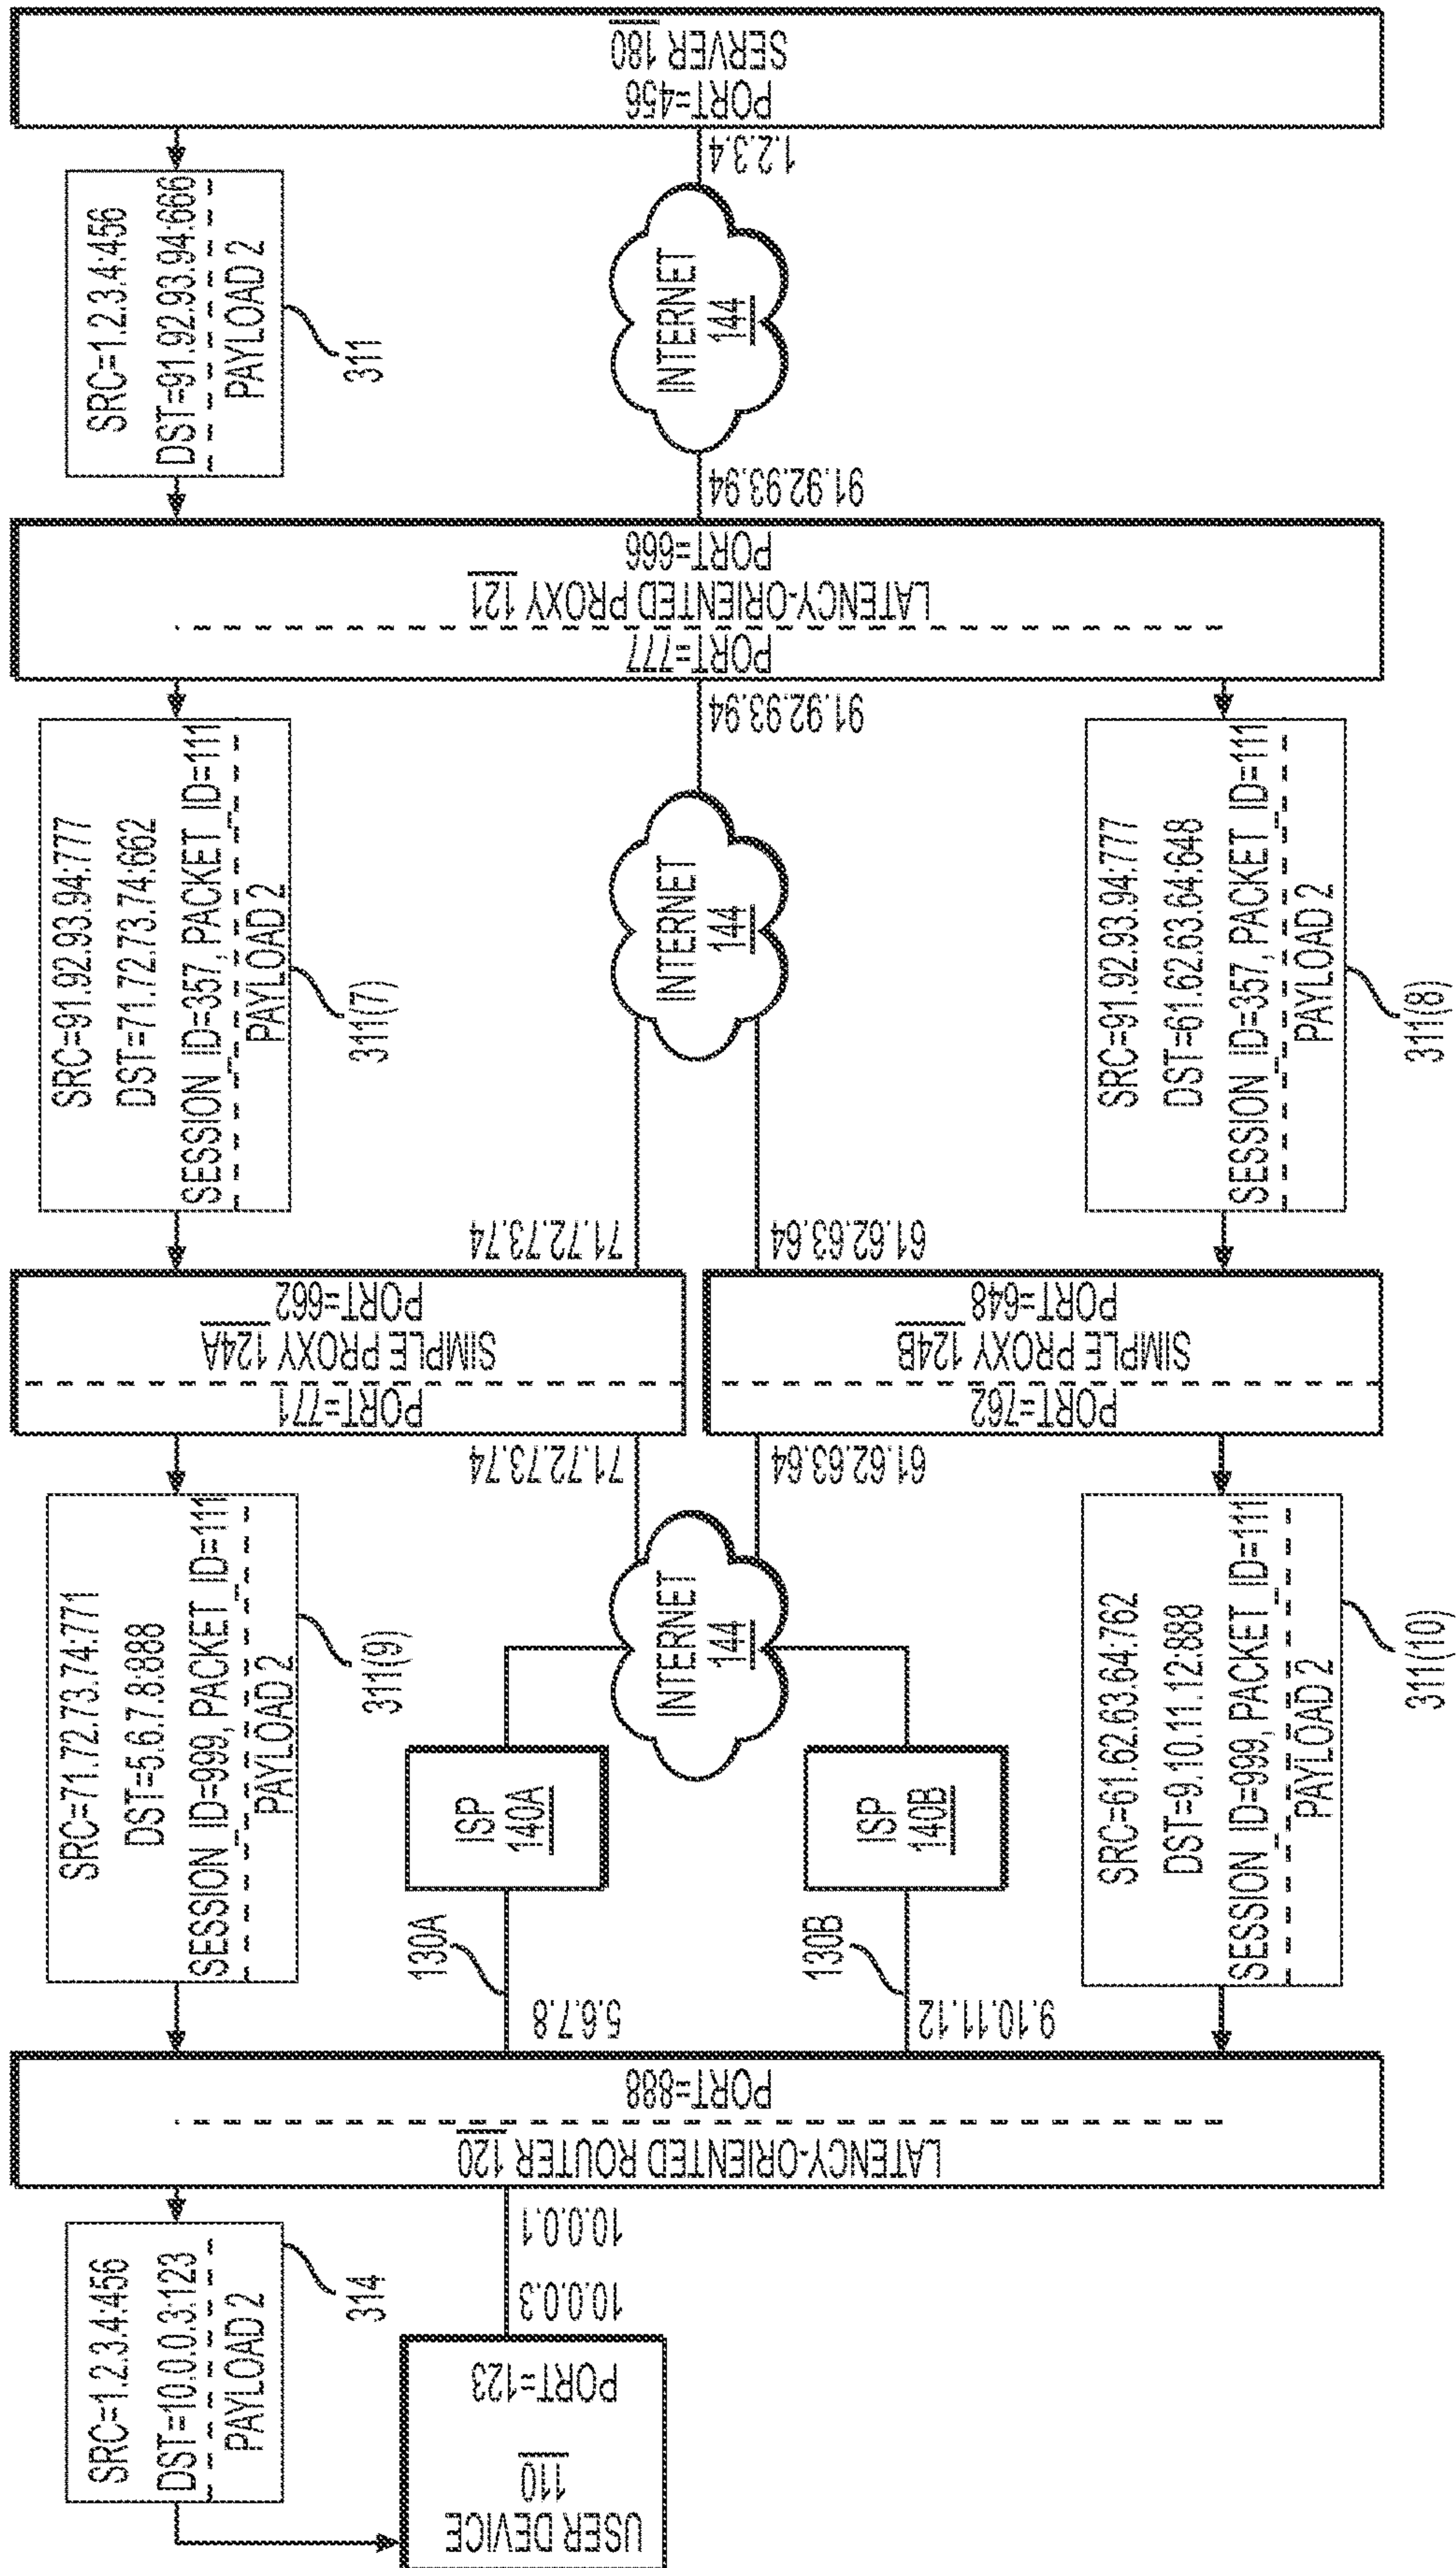 SERVER 180
PORT=456
1.2.3.4
SRC=1.2.3.4:456
DST=91.92.93.94:666
PAYLOAD 2
311
INTERNET
144
91.92.93.94
PORT=666
LATENCY-ORIENTED PROXY 121
PORT=777
91.92.93.94
SRC=91.92.93.94:777
DST=71.72.73.74:662
SESSION_ID=357, PACKET_ID=111
PAYLOAD 2
311(7)
INTERNET
144
SRC=91.92.93.94:777
DST=61.62.63.64:648
SESSION_ID=357, PACKET_ID=111
PAYLOAD 2
311(8)
71.72.73.74
61.62.63.64
PORT=662
SIMPLE PROXY 124A
PORT=771
PORT=648
SIMPLE PROXY 124B
PORT=762
71.72.73.74
61.62.63.64
SRC=71.72.73.74:771
DST=5.6.7.8:888
SESSION_ID=999, PACKET_ID=111
PAYLOAD 2
311(9)
INTERNET
144
ISP
140A
ISP
140B
SRC=61.62.63.64:762
DST=9.10.11.12:888
SESSION_ID=999, PACKET_ID=111
PAYLOAD 2
311(10)
130A
130B
5.6.7.8
9.10.11.12
PORT=888
LATENCY-ORIENTED ROUTER 120
10.0.0.1
10.0.0.3
SRC=1.2.3.4:456
DST=10.0.0.3:123
PAYLOAD 2
314
PORT=123
USER DEVICE
110